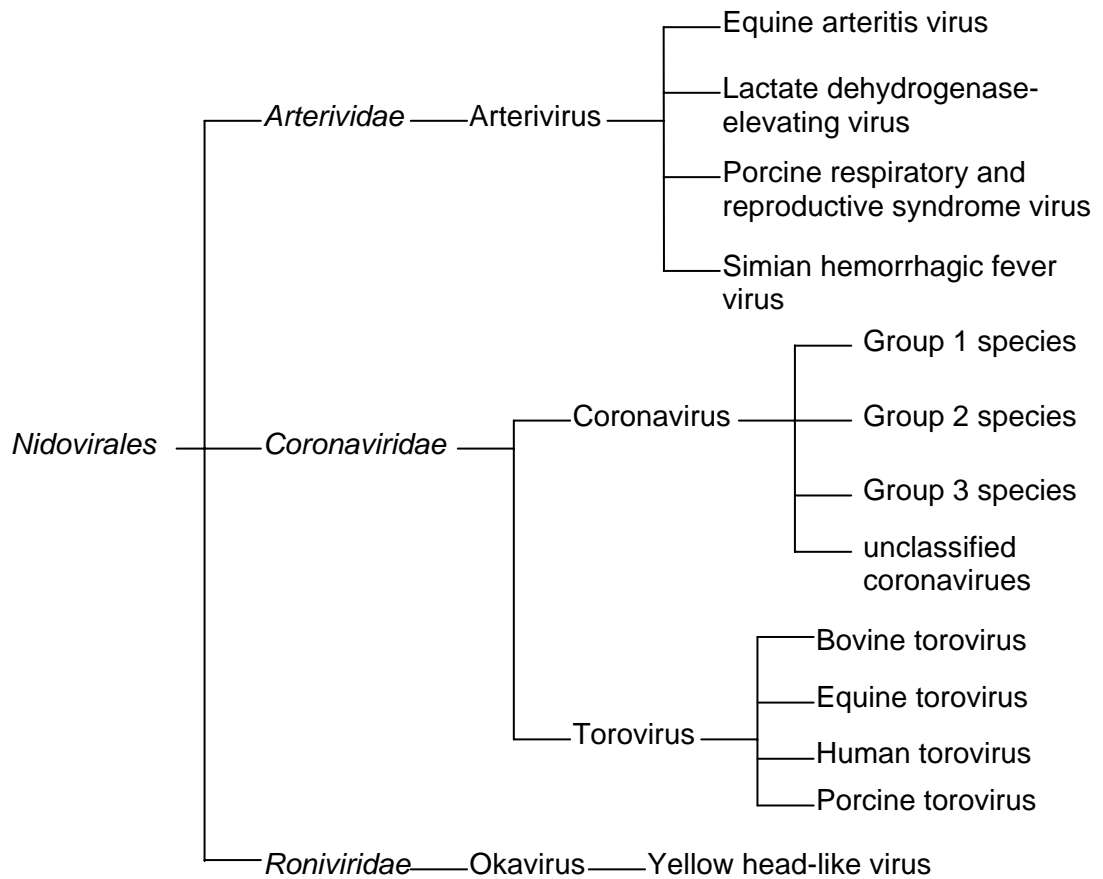 Equine arteritis virus
Lactate dehydrogenase-
elevating virus
Arterividae
Arterivirus
Porcine respiratory and
reproductive syndrome virus
Simian hemorrhagic fever
virus
Group 1 species
Coronavirus
Group 2 species
Nidovirales
Coronaviridae
Group 3 species
unclassified
coronavirues
Bovine torovirus
Equine torovirus
Torovirus
Human torovirus
Porcine torovirus
Roniviridae
Okavirus
Yellow head-like virus